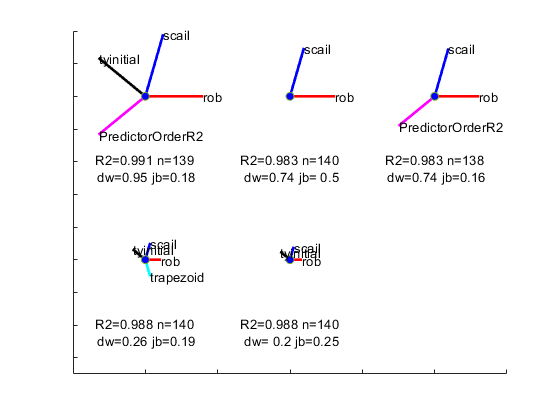 scail
tyinitial
rob
PredictorOrderR2
R2=0.991 n=139
dw=0.95 jb=0.18
scail
rob
R2=0.983 n=140
dw=0.74 jb= 0.5
scail
rob
PredictorOrderR2
R2=0.983 n=138
dw=0.74 jb=0.16
scail
tyinitial
rob
trapezoid
R2=0.988 n=140
dw=0.26 jb=0.19
scail
tyinitial
rob
R2=0.988 n=140
dw= 0.2 jb=0.25